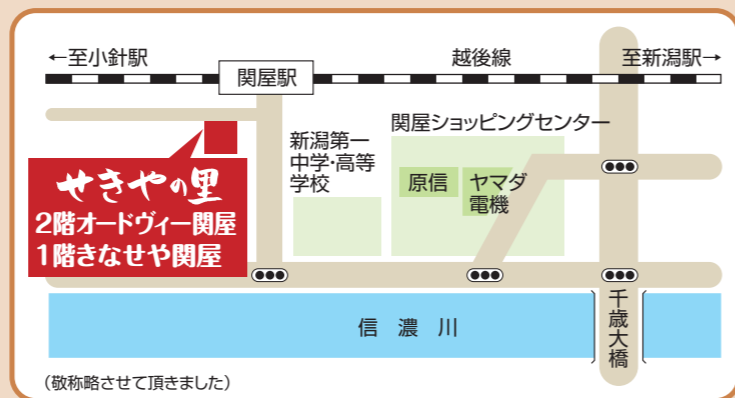 ←至小針駅
越後線
至新潟駅→
関屋駅
関屋ショッピングセンター
新潟第一
中学・高等
学校
原信
ヤマダ
電機
せきやの里
2階オードヴィー関屋
1階きなせや関屋
信濃川
千歳大橋
(敬称略させて頂きました)